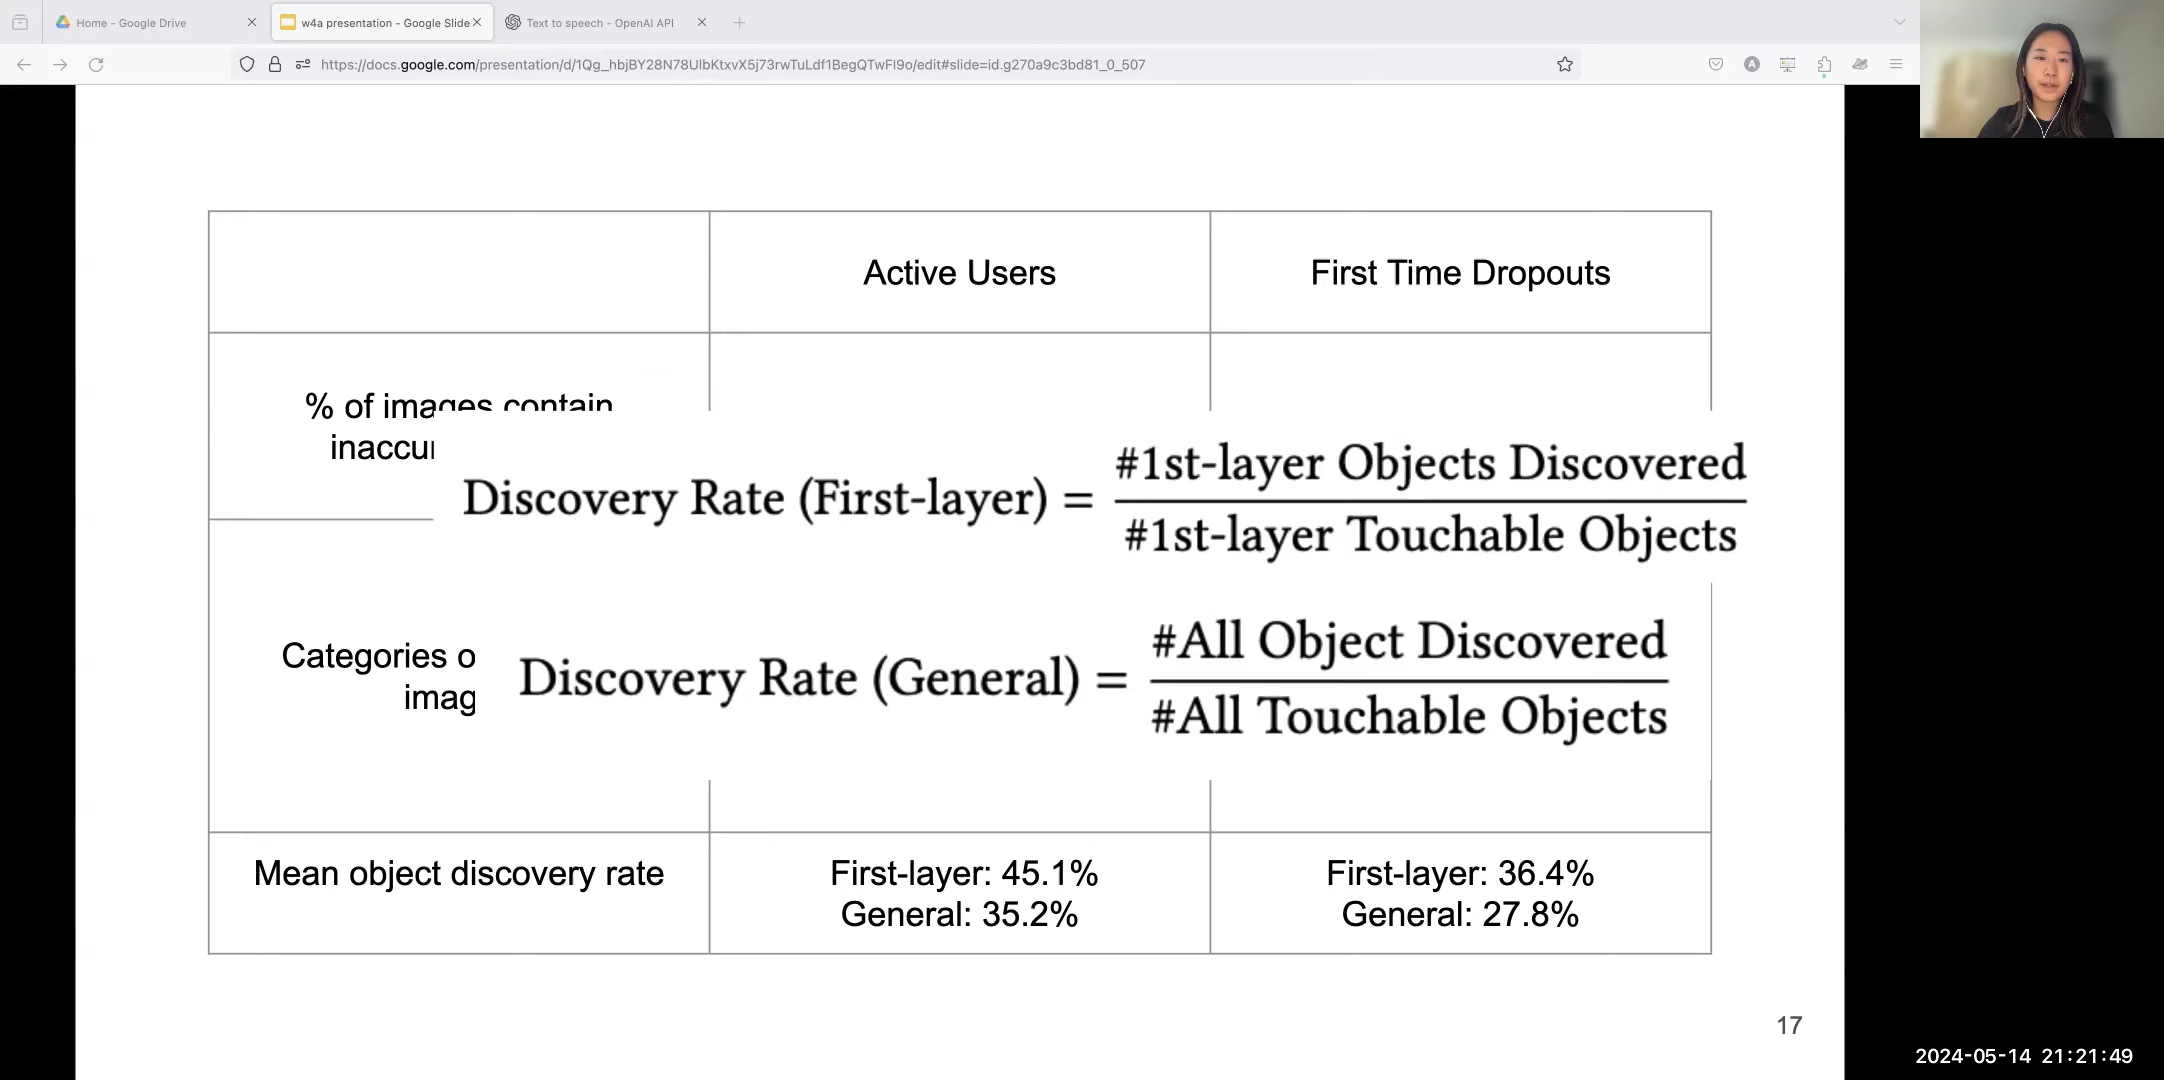 Home - Google Drive
w4a presentation - Google Slide
Text to speech - OpenAI API
https://docs.google.com/presentation/d/1Qg_hbjBY28N78UlbKtxvX5j73rwTuLdf1BegQTwFI9o/edit#slide=id.g270a9c3bd81_0_507
A
Active Users
First Time Dropouts
% of images contain
inaccu
Discovery Rate (First-layer) =
#1st-layer Objects Discovered
#1st-layer Touchable Objects
Categories o
imag
Discovery Rate (General) =
#All Object Discovered
#All Touchable Objects
Mean object discovery rate
First-layer: 45.1%
General: 35.2%
First-layer: 36.4%
General: 27.8%
17
2024-05-14 21:21:49